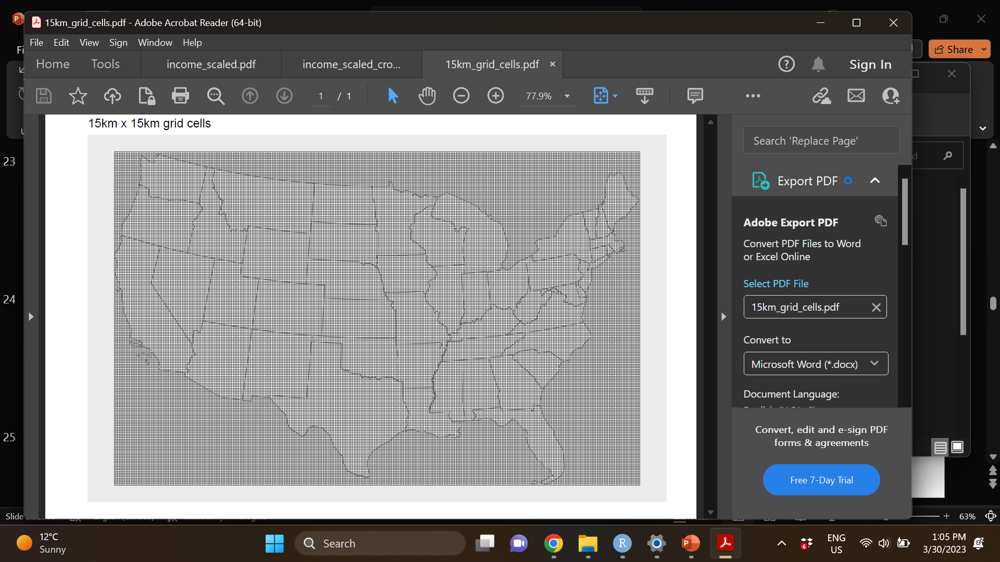 15km_grid_cells.pdf - Adobe Acrobat Reader (64-bit)
File Edit View Sign Window Help
Fi
Share
Home Tools income_scaled.pdf income_scaled_cro... 15km_grid_cells.pdf Sign In
1 / 1 77.9%
15km x 15km grid cells
Search 'Replace Page'
Export PDF
Adobe Export PDF
Convert PDF Files to Word
or Excel Online
Select PDF File
15km_grid_cells.pdf
Convert to
Microsoft Word (*.docx)
Document Language:
Convert, edit and e-sign PDF
forms & agreements
Free 7-Day Trial
23
24
25
Slide
63%
12°C
Sunny
Search
6
ENG
US
1:05 PM
3/30/2023